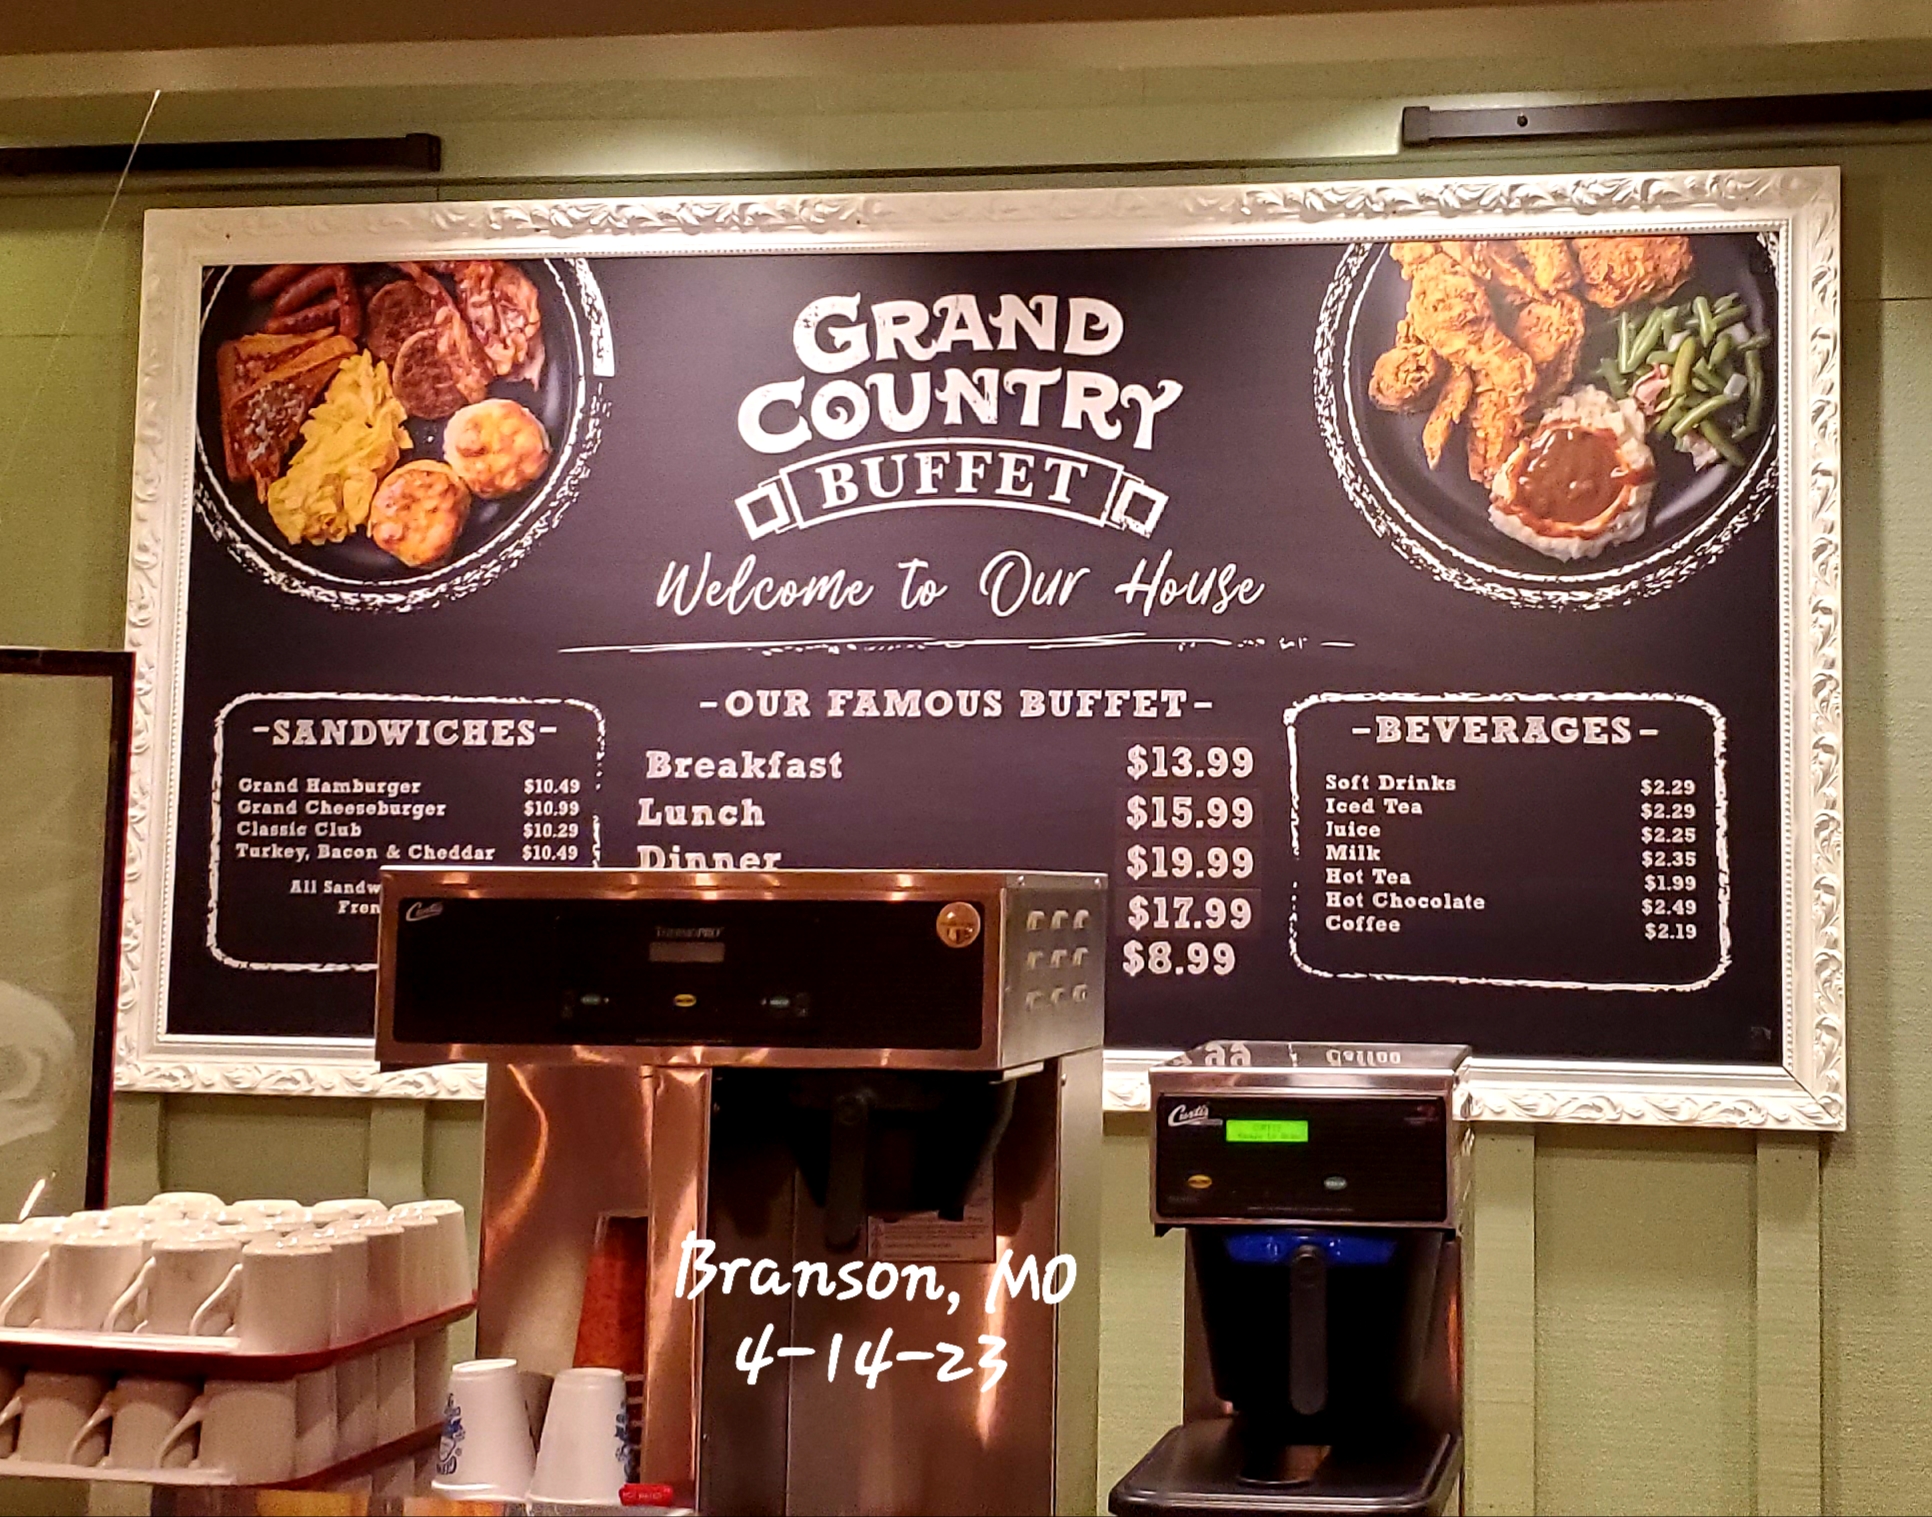 GRAND
COUNTRY
BUFFET
Welcome to Our House
-SANDWICHES-
Grand Hamburger $10.49
Grand Cheeseburger $10.99
Classic Club $10.29
Turkey, Bacon & Cheddar $10.49
All Sandw
Fren
-OUR FAMOUS BUFFET-
Breakfast $13.99
Lunch $15.99
Dinner $19.99
$17.99
$8.99
-BEVERAGES-
Soft Drinks $2.29
Iced Tea $2.29
Juice $2.25
Milk $2.35
Hot Tea $1.99
Hot Chocolate $2.49
Coffee $2.19
Curtis
THERMOPRO
Curtis
Branson, MO
4-14-23